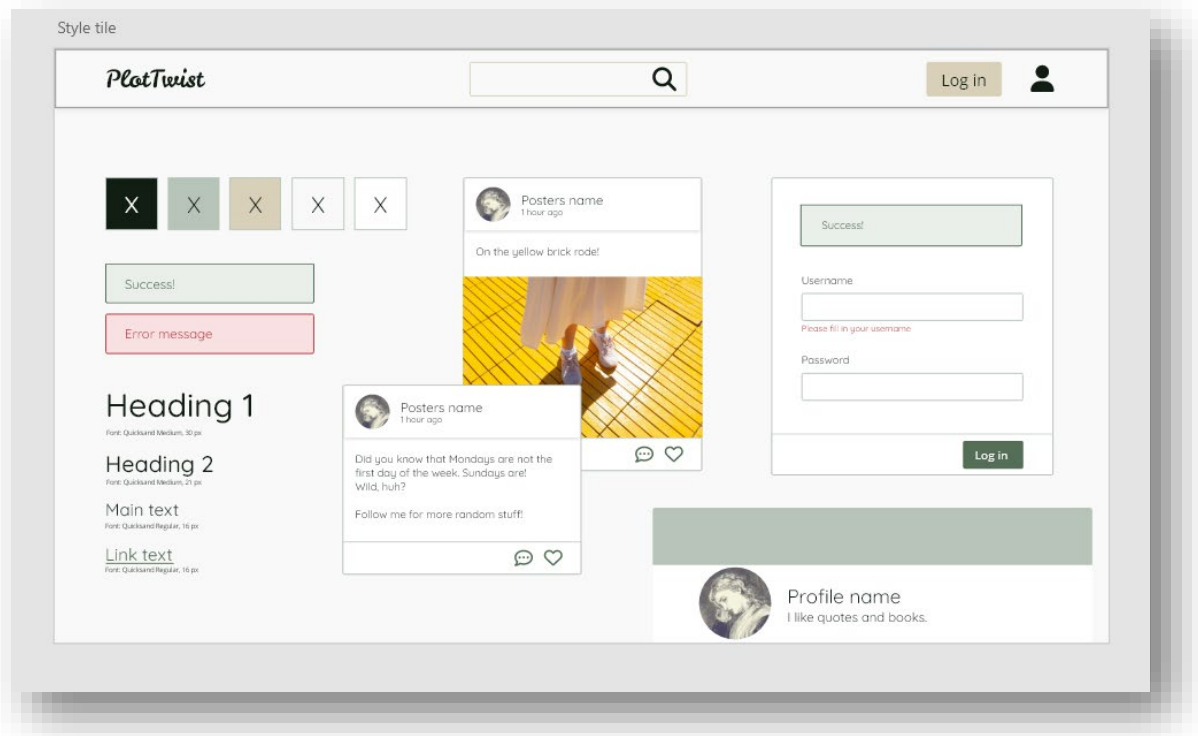 Style tile
PlotTwist
Log in
X X X X X
Success!
Error message
Heading 1
Font: Quicksand Medium, 30 px
Heading 2
Font: Quicksand Medium, 21 px
Main text
Font: Quicksand Regular, 16 px
Link text
Font: Quicksand Regular, 16 px
Posters name
1 hour ago
On the yellow brick rode!
Posters name
1 hour ago
Did you know that Mondays are not the
first day of the week. Sundays are!
Wild, huh?
Follow me for more random stuff!
Success!
Username
Please fill in your username
Password
Log in
Profile name
I like quotes and books.